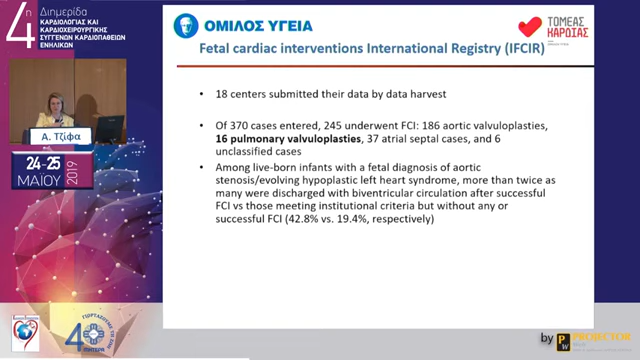 4η Διημερίδα
ΚΑΡΔΙΟΛΟΓΙΑΣ ΚΑΙ
ΚΑΡΔΙΟΧΕΙΡΟΥΡΓΙΚΗΣ
ΣΥΓΓΕΝΩΝ ΚΑΡΔΙΟΠΑΘΕΙΩΝ
ΕΝΗΛΙΚΩΝ
Α. Τζίφα
24-25
ΜΑΪΟΥ 2019
ΟΜΙΛΟΣ ΥΓΕΙΑ
ΤΟΜΕΑΣ
ΚΑΡΔΙΑΣ
Fetal cardiac interventions International Registry (IFCIR)
• 18 centers submitted their data by data harvest
• Of 370 cases entered, 245 underwent FCI: 186 aortic valvuloplasties,
16 pulmonary valvuloplasties, 37 atrial septal cases, and 6
unclassified cases
• Among live-born infants with a fetal diagnosis of aortic
stenosis/evolving hypoplastic left heart syndrome, more than twice as
many were discharged with biventricular circulation after successful
FCI vs those meeting institutional criteria but without any or
successful FCI (42.8% vs. 19.4%, respectively)
40
ΜΗΤΕΡΑ
by PROJECTOR